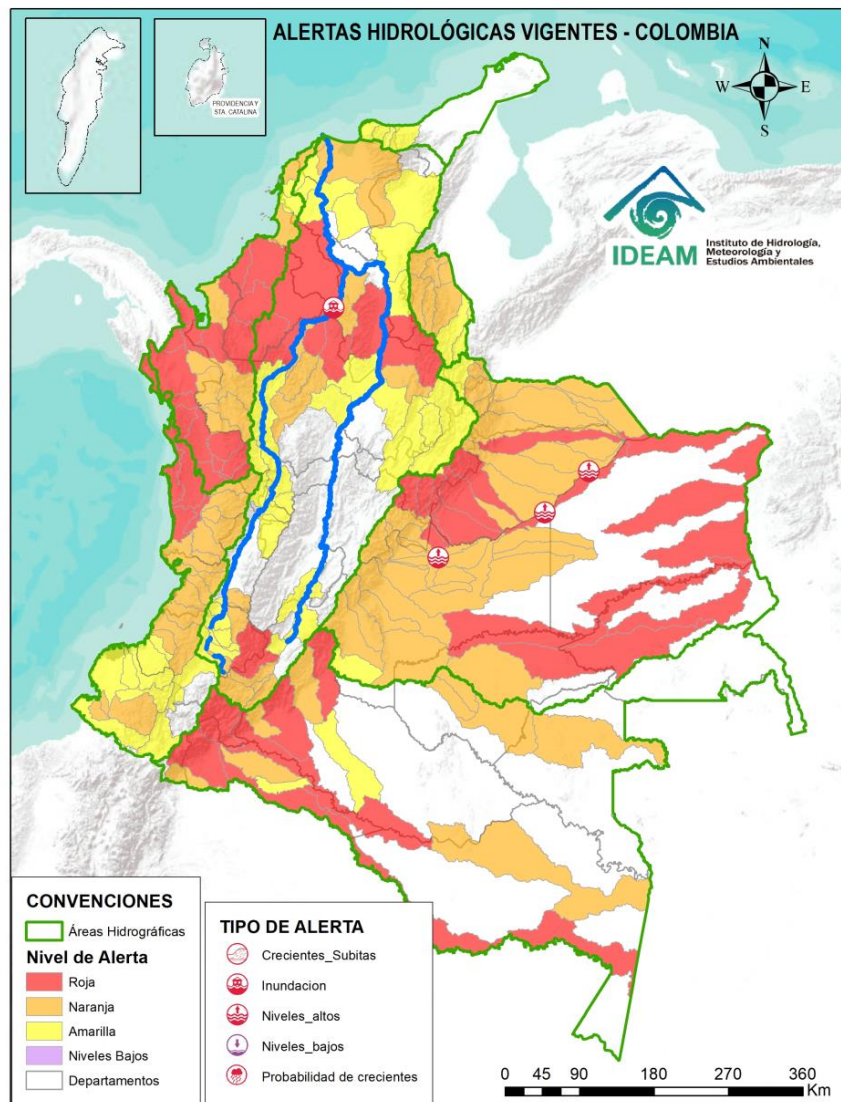 ALERTAS HIDROLÓGICAS VIGENTES - COLOMBIA
PROVIDENCIA Y
STA. CATALINA
N
W
E
S
IDEAM
Instituto de Hidrología,
Meteorología y
Estudios Ambientales
CONVENCIONES
Áreas Hidrográficas
Nivel de Alerta
Roja
Naranja
Amarilla
Niveles Bajos
Departamentos
TIPO DE ALERTA
Crecientes_Subitas
Inundacion
Niveles_altos
Niveles_bajos
Probabilidad de crecientes
0 45 90 180 270 360
Km